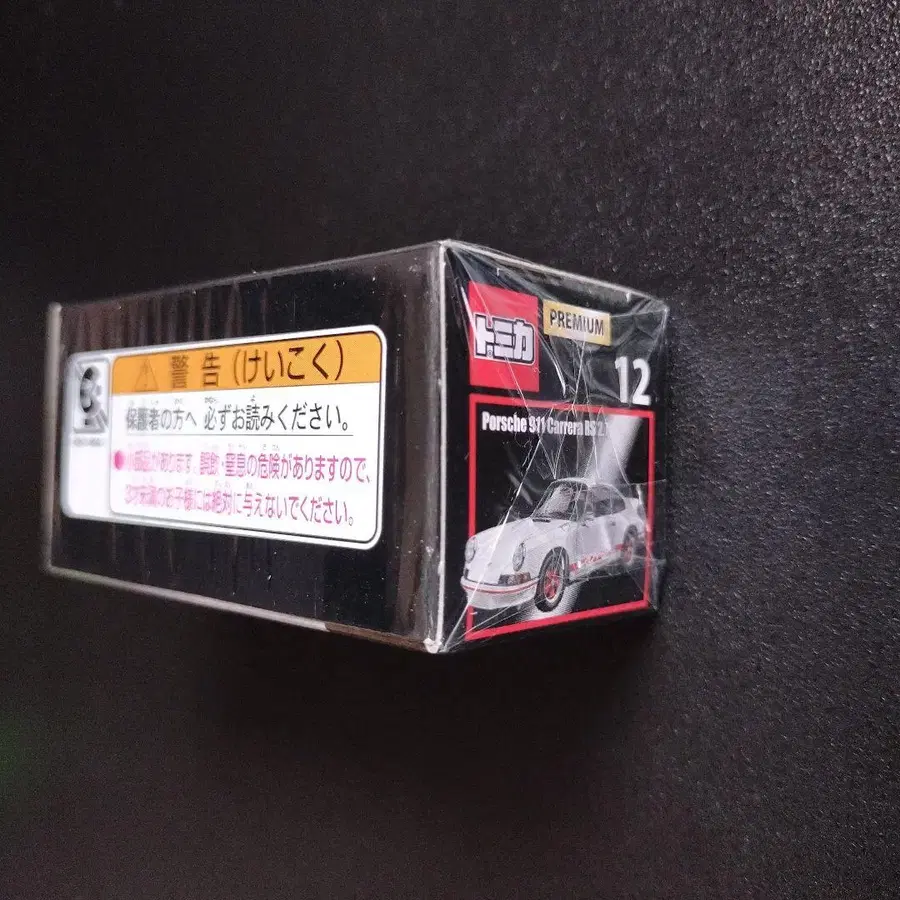 警告(けいこく)
保護者の方へ 必ずお読みください。
●小部品があります。誤飲・窒息の危険がありますので、
3才未満のお子様には絶対に与えないでください。
トミカ
PREMIUM
12
Porsche 911 Carrera RS 2.7